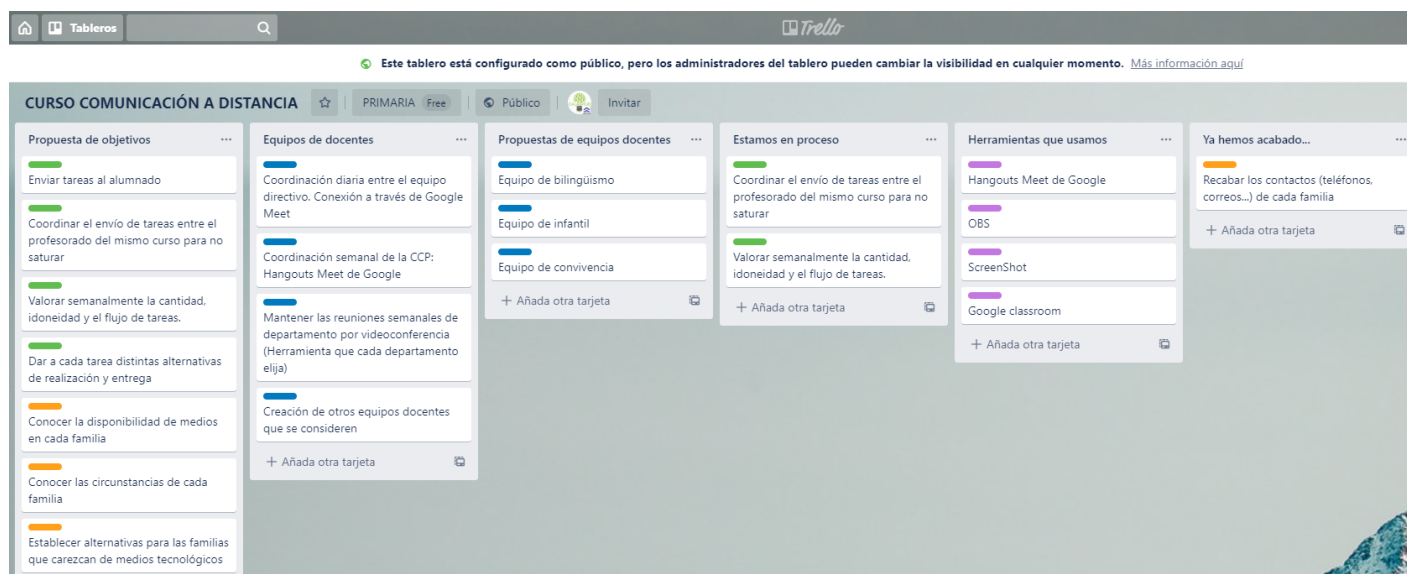 Tableros
Trello
Este tablero está configurado como público, pero los administradores del tablero pueden cambiar la visibilidad en cualquier momento. Más información aquí
CURSO COMUNICACIÓN A DISTANCIA
PRIMARIA Free
Público
Invitar
Propuesta de objetivos
Enviar tareas al alumnado
Coordinar el envío de tareas entre el
profesorado del mismo curso para no
saturar
Valorar semanalmente la cantidad,
idoneidad y el flujo de tareas.
Dar a cada tarea distintas alternativas
de realización y entrega
Conocer la disponibilidad de medios
en cada familia
Conocer las circunstancias de cada
familia
Establecer alternativas para las familias
que carezcan de medios tecnológicos
Equipos de docentes
Coordinación diaria entre el equipo
directivo. Conexión a través de Google
Meet
Coordinación semanal de la CCP:
Hangouts Meet de Google
Mantener las reuniones semanales de
departamento por videoconferencia
(Herramienta que cada departamento
elija)
Creación de otros equipos docentes
que se consideren
+ Añada otra tarjeta
Propuestas de equipos docentes
Equipo de bilingüismo
Equipo de infantil
Equipo de convivencia
+ Añada otra tarjeta
Estamos en proceso
Coordinar el envío de tareas entre el
profesorado del mismo curso para no
saturar
Valorar semanalmente la cantidad,
idoneidad y el flujo de tareas.
+ Añada otra tarjeta
Herramientas que usamos
Hangouts Meet de Google
OBS
ScreenShot
Google classroom
+ Añada otra tarjeta
Ya hemos acabado...
Recabar los contactos (teléfonos,
correos...) de cada familia
+ Añada otra tarjeta